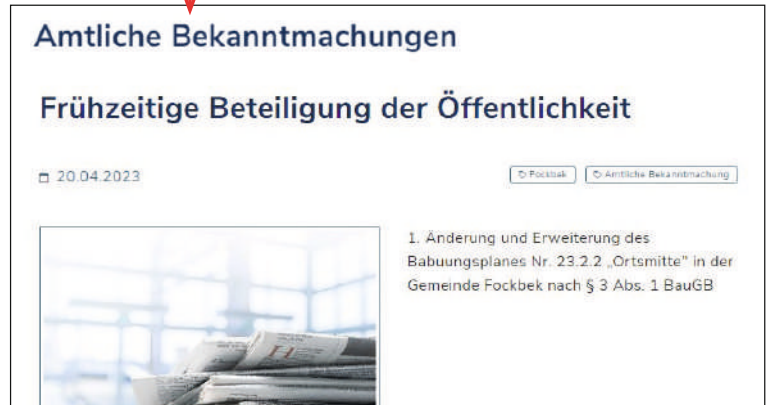 Amtliche Bekanntmachungen
Frühzeitige Beteiligung der Öffentlichkeit
20.04.2023
Fockbek
Amtliche Bekanntmachung
1. Änderung und Erweiterung des
Babuungsplanes Nr. 23.2.2 „Ortsmitte" in der
Gemeinde Fockbek nach § 3 Abs. 1 BauGB